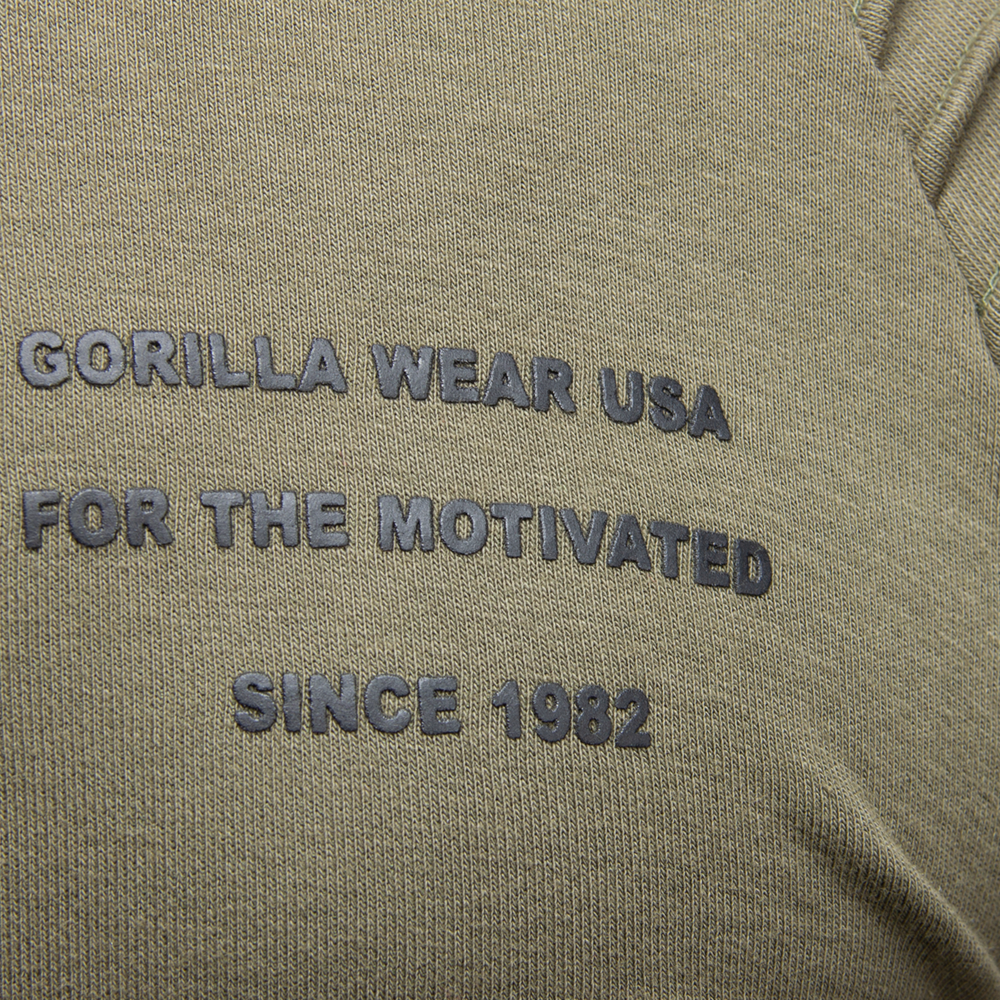 GORILLA WEAR USA
FOR THE MOTIVATED
SINCE 1982